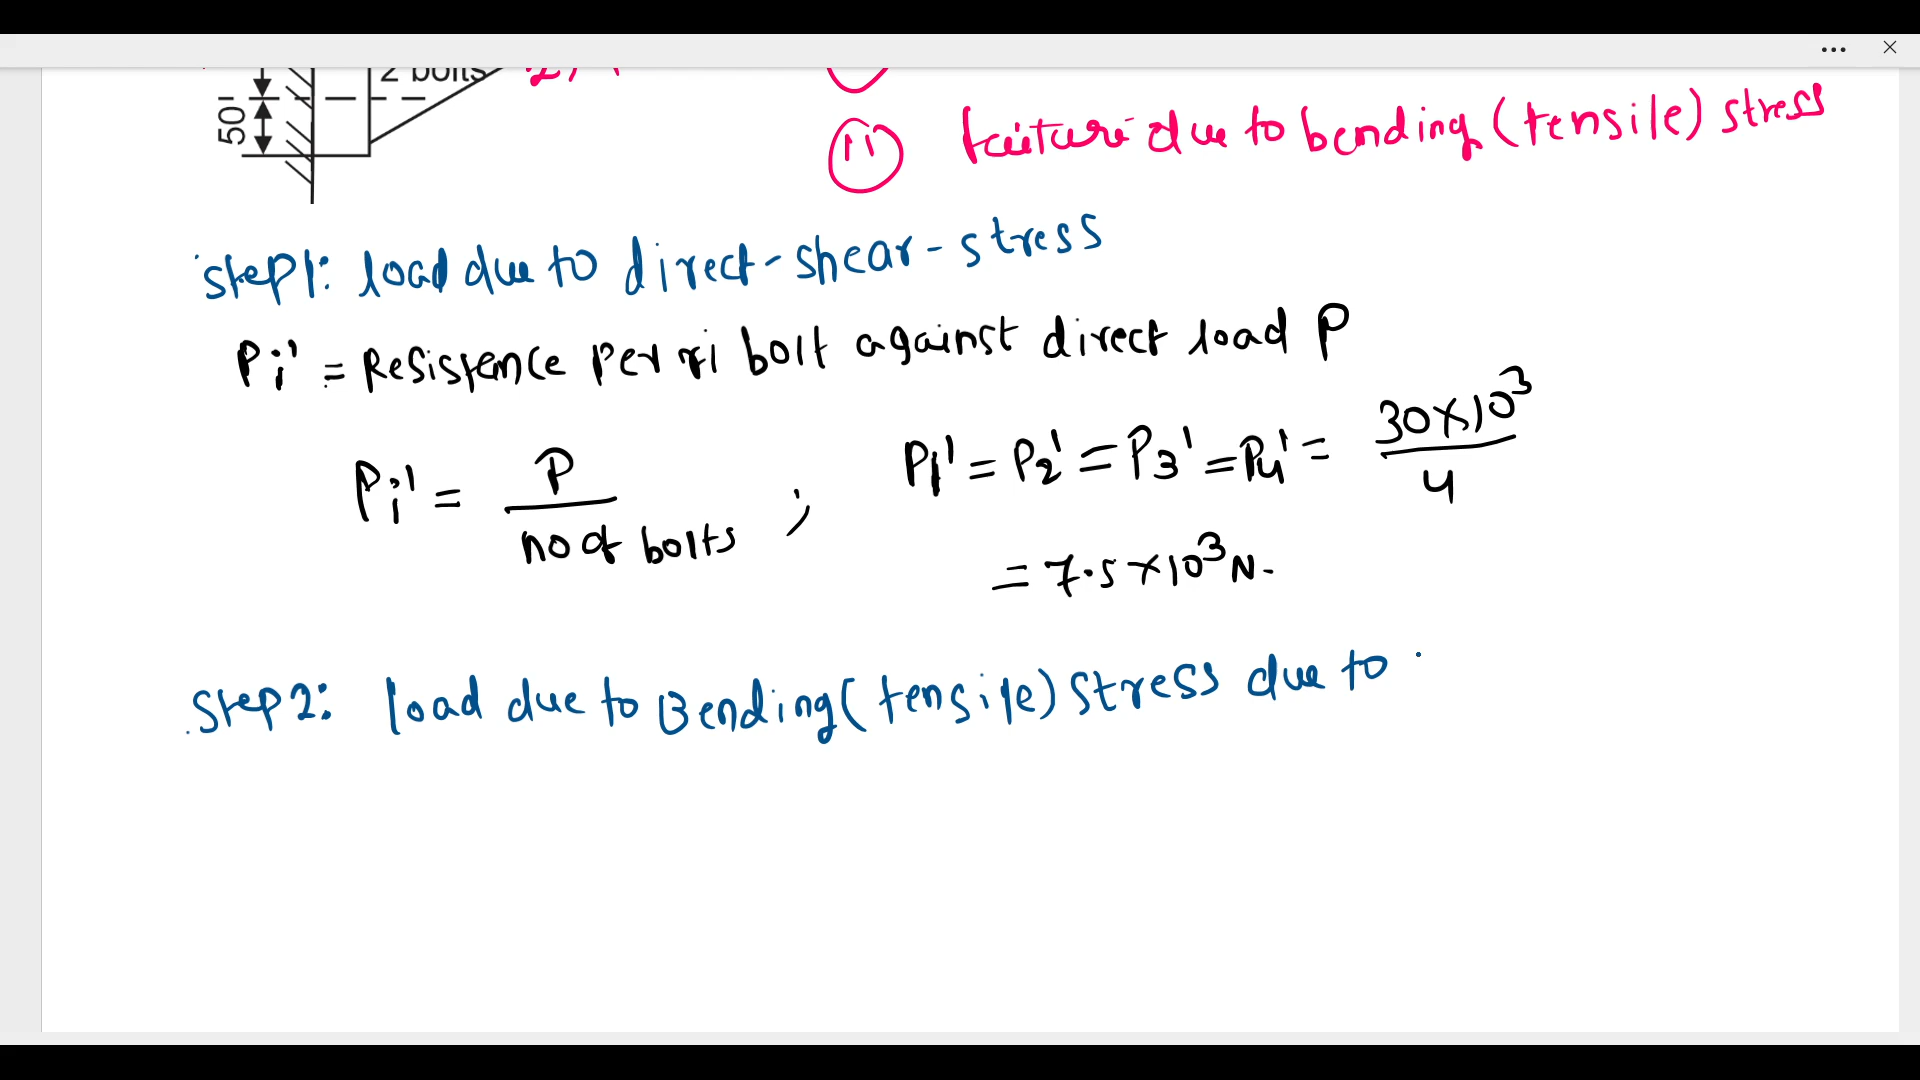 2 bolts
50
(11) failure due to bending (tensile) stress
Step1: load due to direct-shear-stress
Pi' = Resistence per bolt against direct load P
Pi' = P / no of bolts ; P1' = P2' = P3' = P4' = 30×10³ / 4
= 7.5×10³ N.
Step2: load due to Bending (tensile) stress due to